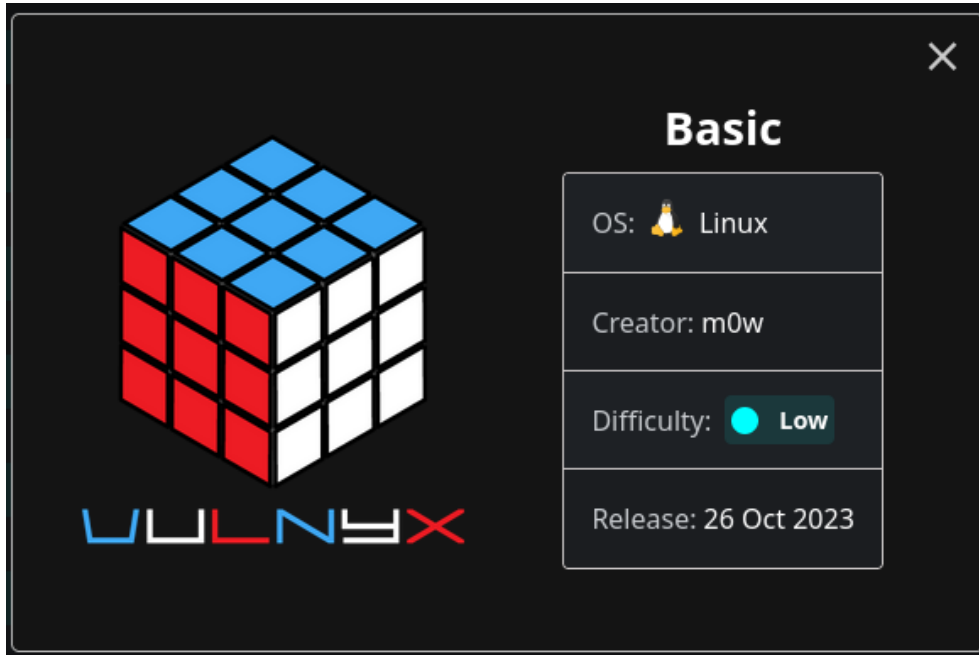 Basic
OS: Linux
Creator: m0w
Difficulty: Low
Release: 26 Oct 2023
VULNYX